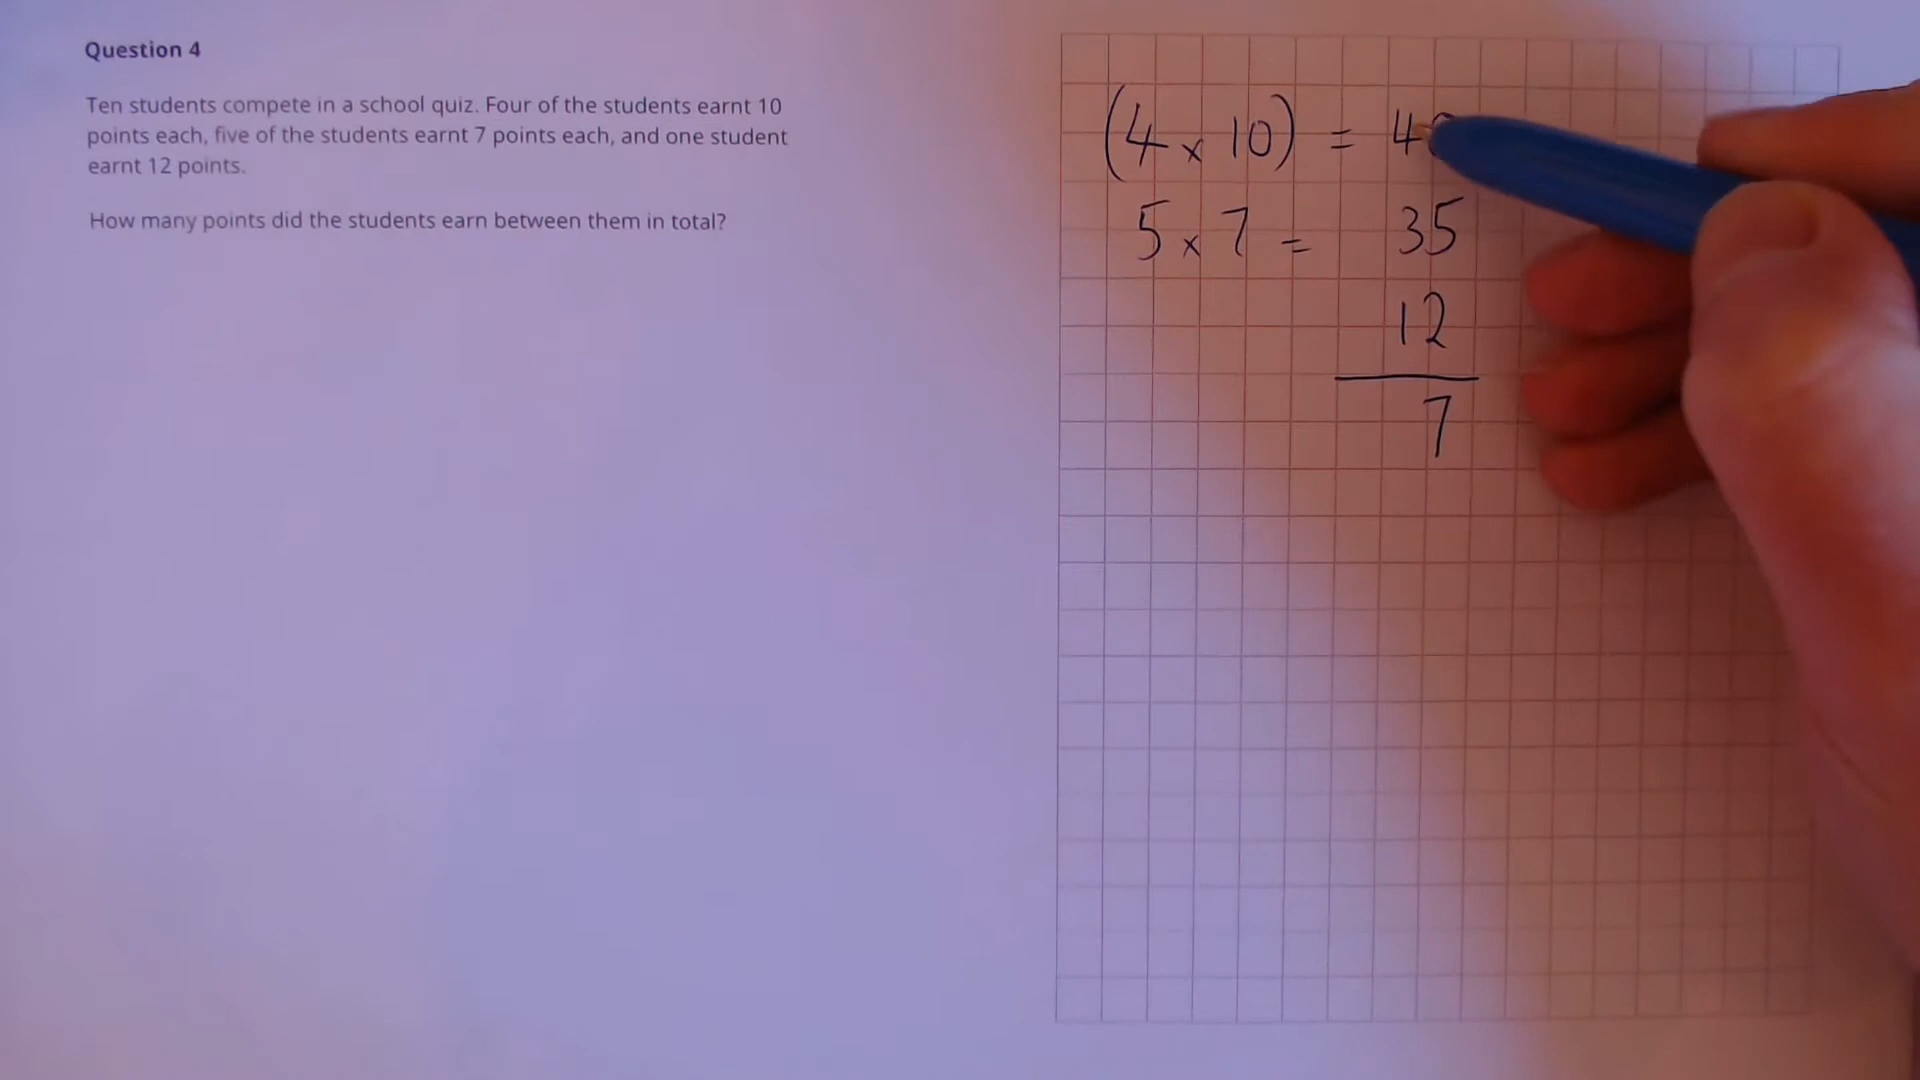 Question 4
Ten students compete in a school quiz. Four of the students earnt 10
points each, five of the students earnt 7 points each, and one student
earnt 12 points.
How many points did the students earn between them in total?
(4 x 10) = 40
5 x 7 = 35
12
7